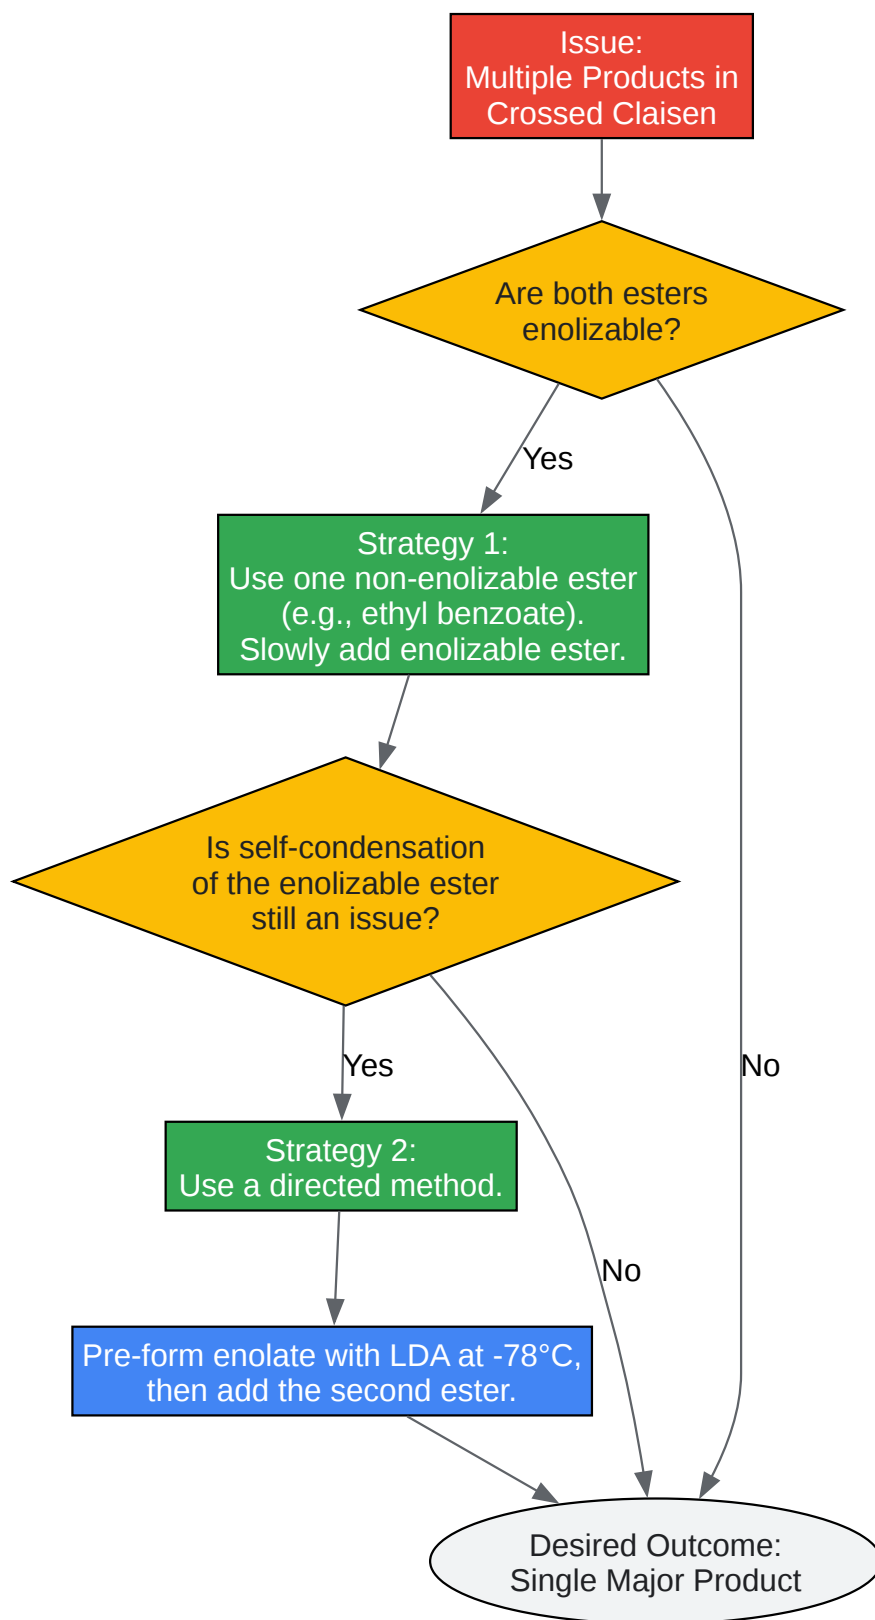 Issue:
Multiple Products in
Crossed Claisen
Are both esters
enolizable?
Yes
Strategy 1:
Use one non-enolizable ester
(e.g., ethyl benzoate).
Slowly add enolizable ester.
Is self-condensation
of the enolizable ester
still an issue?
Yes
No
Strategy 2:
Use a directed method.
No
Pre-form enolate with LDA at -78°C,
then add the second ester.
Desired Outcome:
Single Major Product